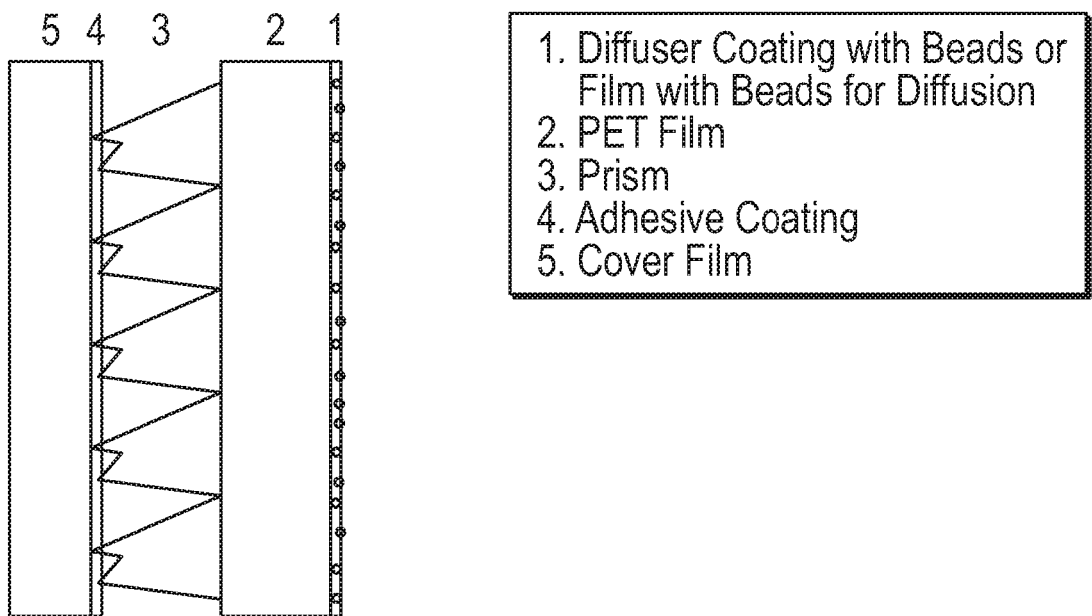 5 4 3 2 1
1. Diffuser Coating with Beads or
Film with Beads for Diffusion
2. PET Film
3. Prism
4. Adhesive Coating
5. Cover Film